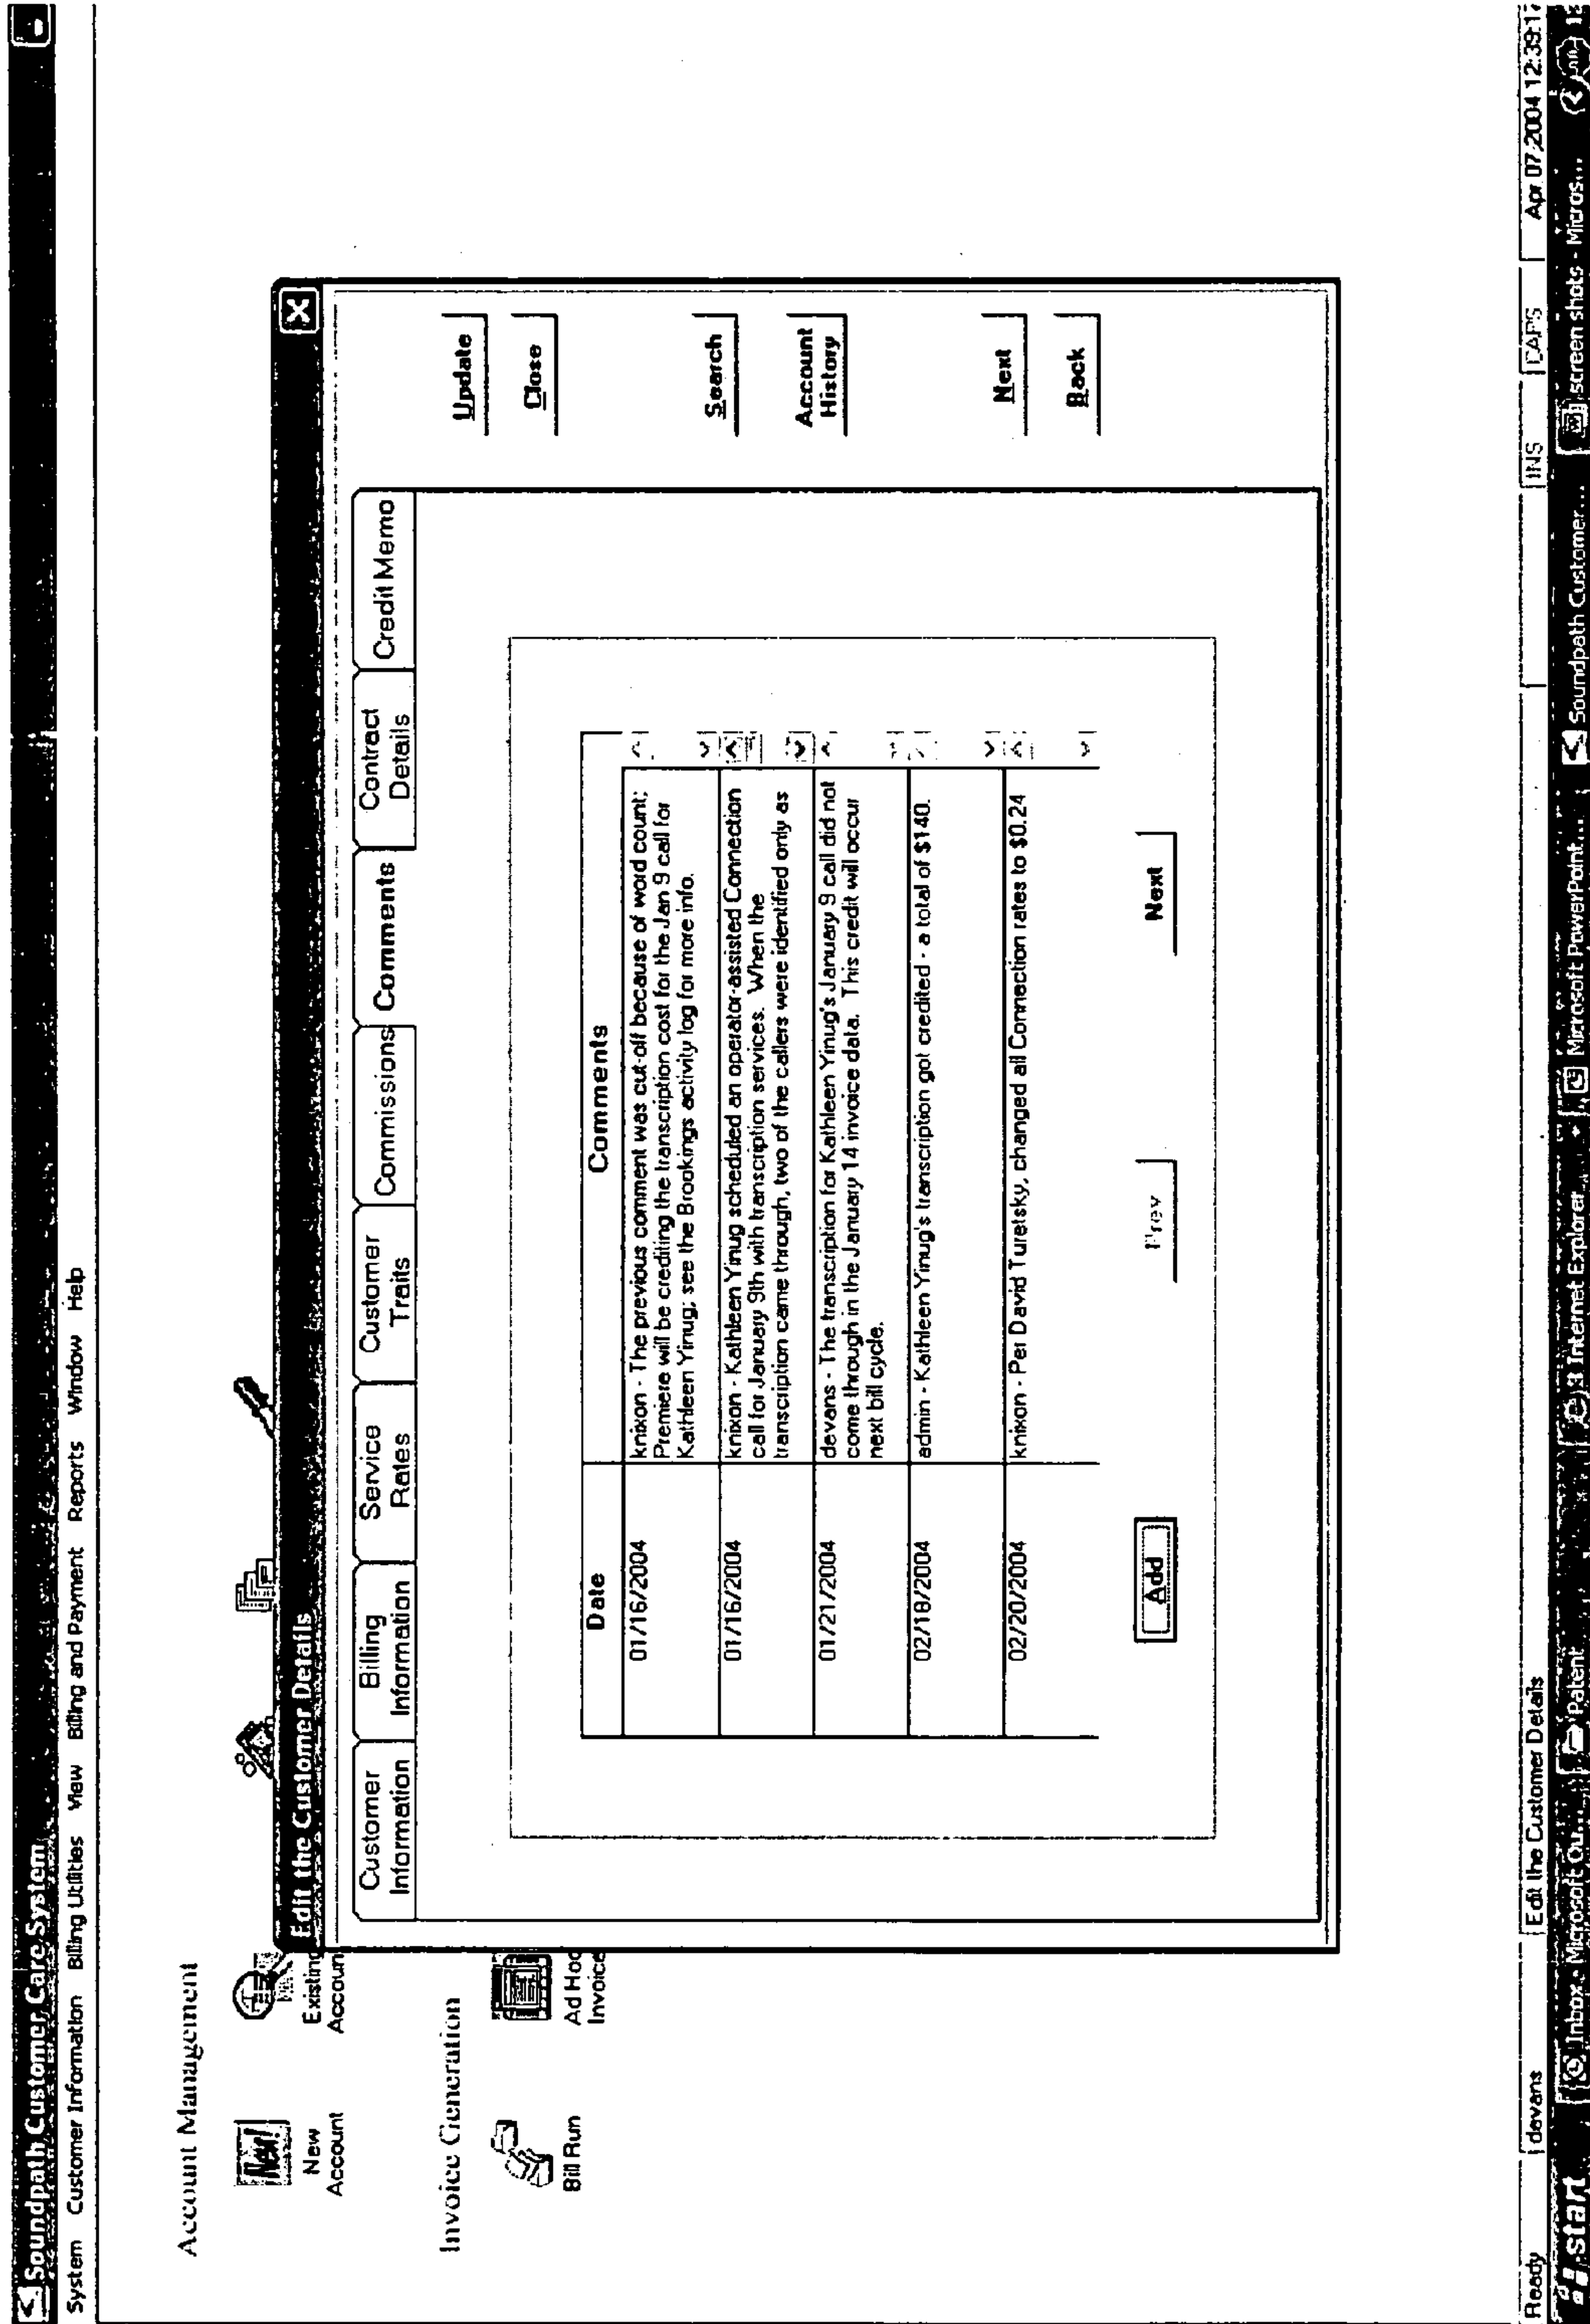 Soundpath Customer Care System
System Customer Information Billing Utilities View Billing and Payment Reports Window Help
Account Management
New
Account
Existing
Accoun
Invoice Generation
Bill Run
Ad Hoc
Invoice
Edit the Customer Details
Customer
Information
Billing
Information
Service
Rates
Customer
Traits
Commissions
Comments
Contract
Details
Credit Memo
Update
Close
Search
Account
History
Next
Back
Date Comments
01/16/2004 knixon - The previous comment was cut-off because of word count;
Premiere will be crediting the transcription cost for the Jan 9 call for
Kathleen Yinug; see the Brookings activity log for more info.
01/16/2004 knixon - Kathleen Yinug scheduled an operator-assisted Connection
call for January 9th with transcription services. When the
transcription came through, two of the callers were identified only as
01/21/2004 devans - The transcription for Kathleen Yinug's January 9 call did not
come through in the January 14 invoice data. This credit will occur
next bill cycle.
02/18/2004 admin - Kathleen Yinug's transcription got credited - a total of $140.
02/20/2004 knixon - Per David Turetsky, changed all Connection rates to $0.24
Add Prev Next
Ready devans Edit the Customer Details INS CAPS Apr 07,2004 12:39:17
start Inbox - Microsoft Ou... Patent 3 Internet Explorer Microsoft PowerPoint... Soundpath Customer... screen shots - Micros...